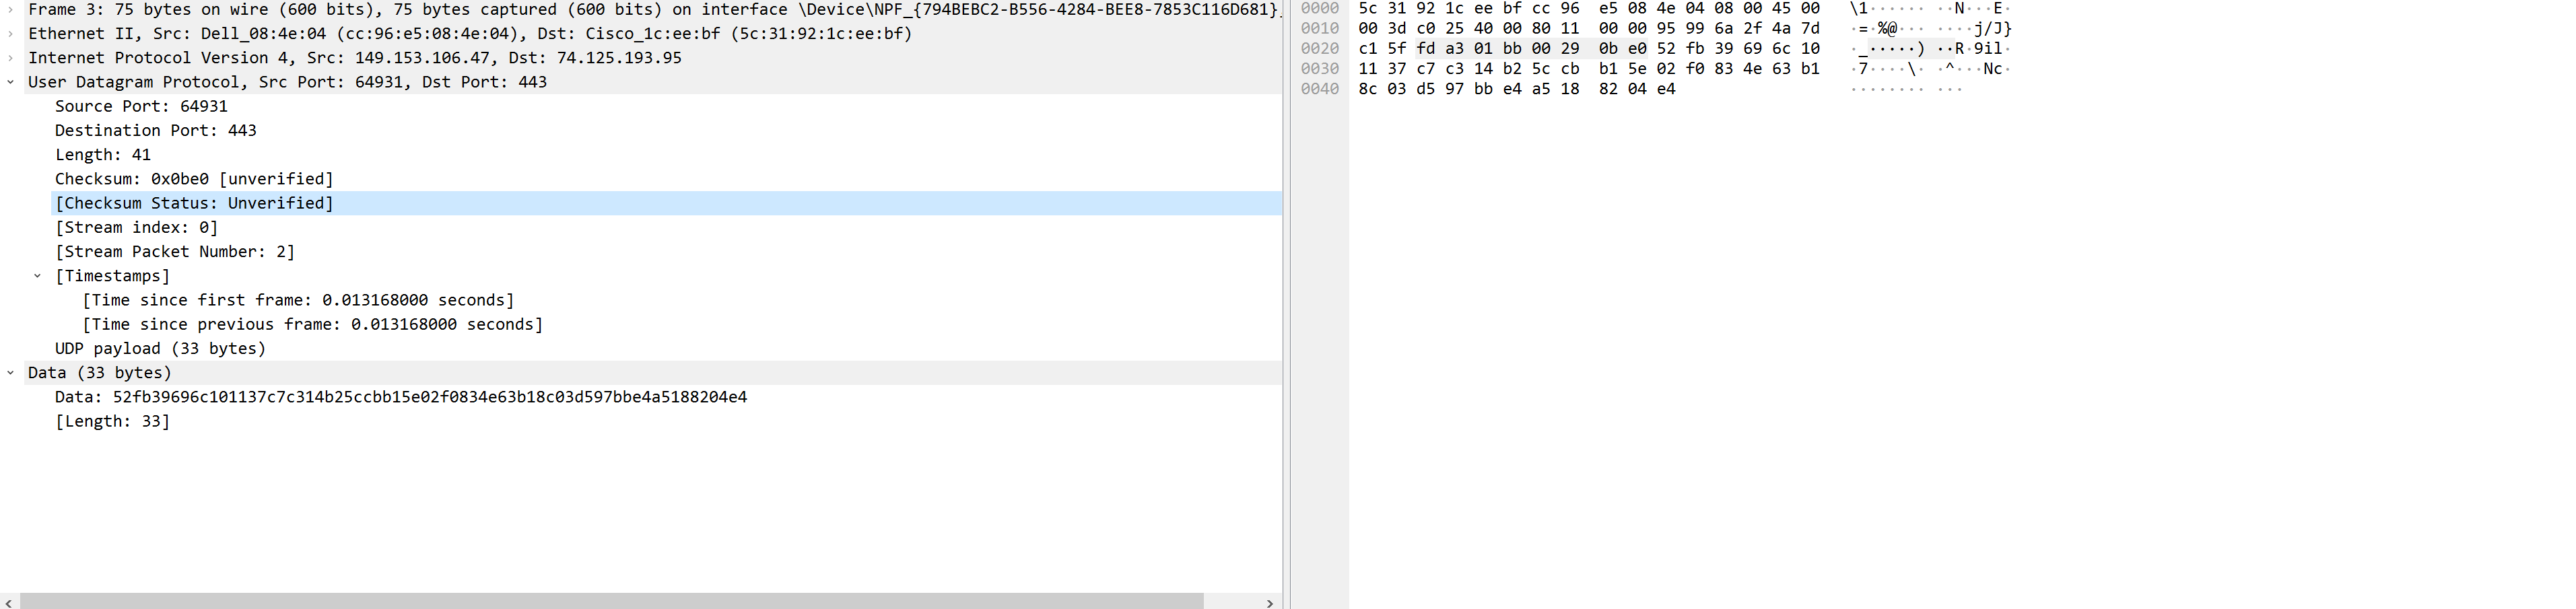 Frame 3: 75 bytes on wire (600 bits), 75 bytes captured (600 bits) on interface \Device\NPF_{794BEBC2-B556-4284-BEE8-7853C116D681},
Ethernet II, Src: Dell_08:4e:04 (cc:96:e5:08:4e:04), Dst: Cisco_1c:ee:bf (5c:31:92:1c:ee:bf)
Internet Protocol Version 4, Src: 149.153.106.47, Dst: 74.125.193.95
User Datagram Protocol, Src Port: 64931, Dst Port: 443
Source Port: 64931
Destination Port: 443
Length: 41
Checksum: 0x0be0 [unverified]
[Checksum Status: Unverified]
[Stream index: 0]
[Stream Packet Number: 2]
[Timestamps]
[Time since first frame: 0.013168000 seconds]
[Time since previous frame: 0.013168000 seconds]
UDP payload (33 bytes)
Data (33 bytes)
Data: 52fb39696c101137c7c314b25ccbb15e02f0834e63b18c03d597bbe4a5188204e4
[Length: 33]
0000 5c 31 92 1c ee bf cc 96 e5 08 4e 04 08 00 45 00 \1······ ··N···E·
0010 00 3d c0 25 40 00 80 11 00 00 95 99 6a 2f 4a 7d ·=·%@··· ····j/J}
0020 c1 5f fd a3 01 bb 00 29 0b e0 52 fb 39 69 6c 10 ·_·····) ··R·9il·
0030 11 37 c7 c3 14 b2 5c cb b1 5e 02 f0 83 4e 63 b1 ·7····\· ·^···Nc·
0040 8c 03 d5 97 bb e4 a5 18 82 04 e4 ········ ···